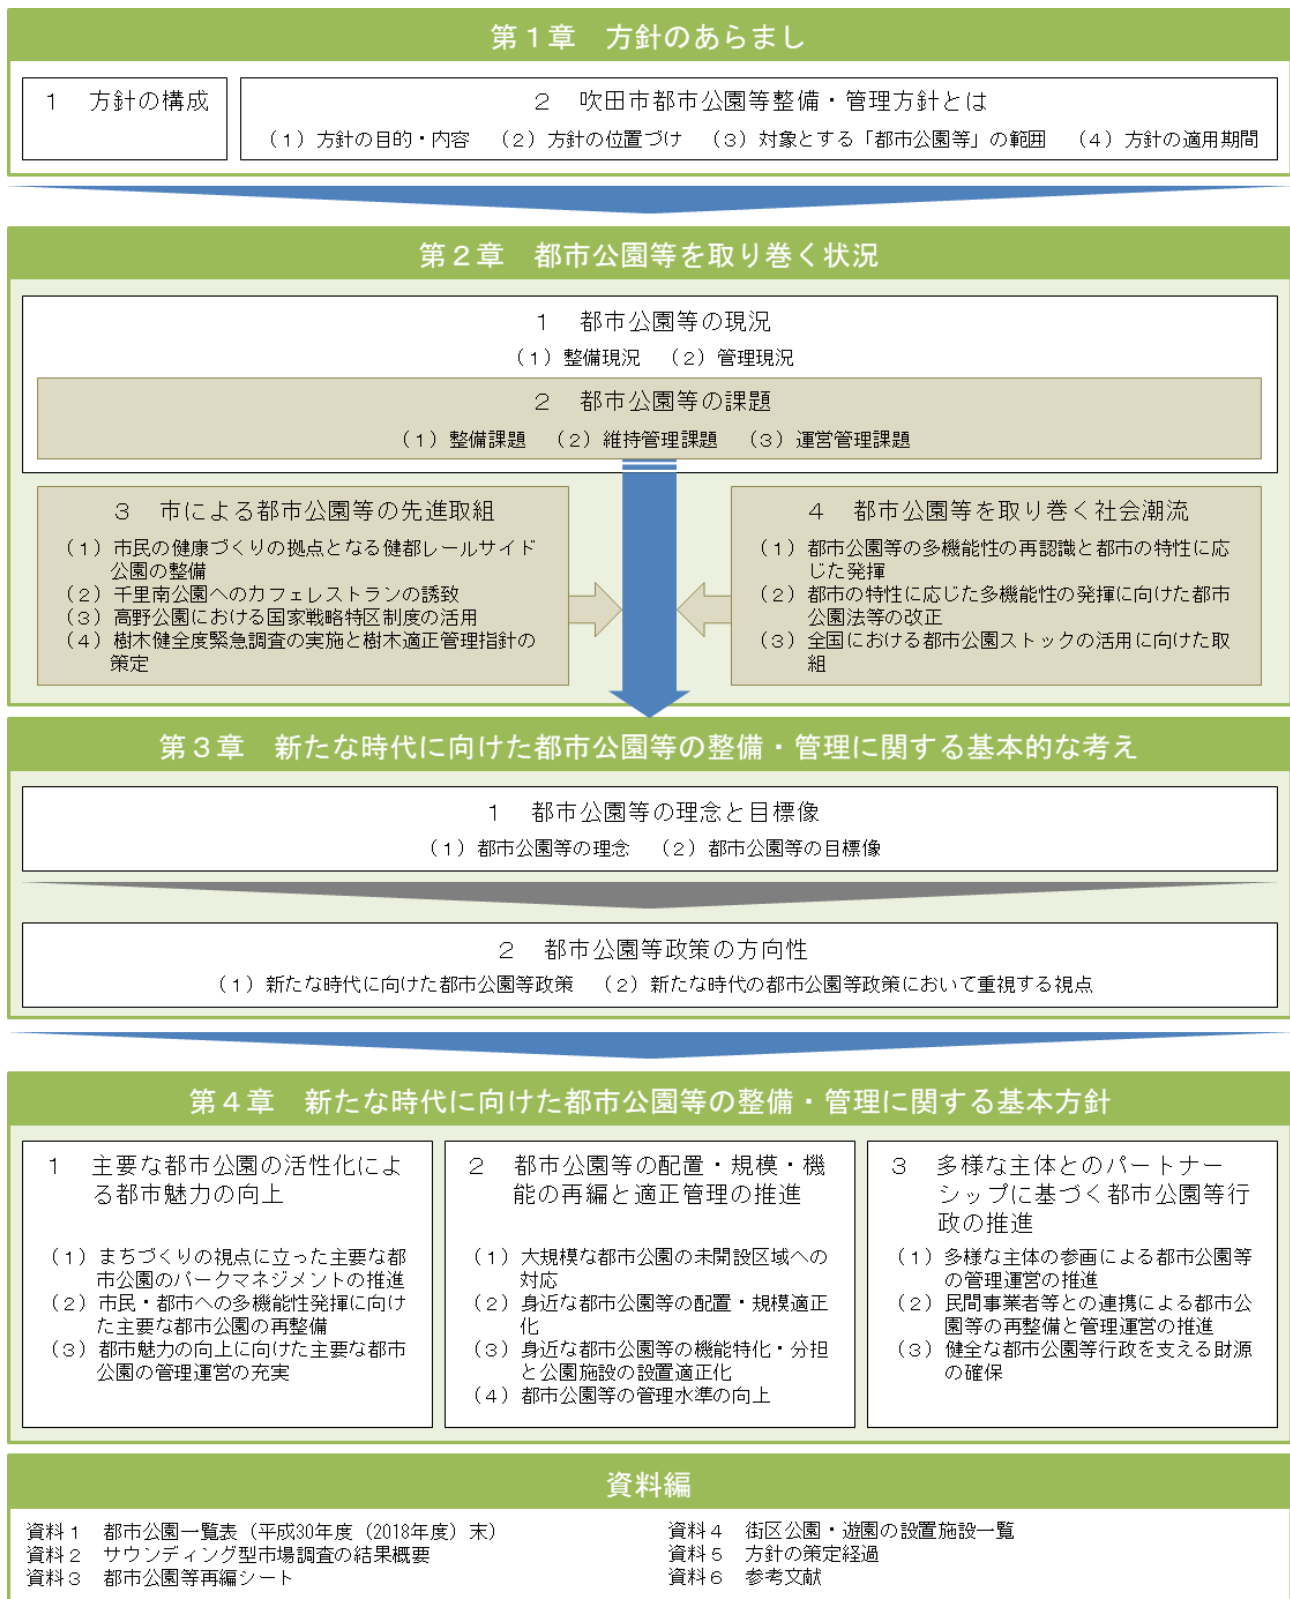 第１章　方針のあらまし
１　方針の構成
２　吹田市都市公園等整備・管理方針とは
（１）方針の目的・内容　（２）方針の位置づけ　（３）対象とする「都市公園等」の範囲　（４）方針の適用期間
第２章　都市公園等を取り巻く状況
１　都市公園等の現況
（１）整備現況　（２）管理現況
２　都市公園等の課題
（１）整備課題　（２）維持管理課題　（３）運営管理課題
３　市による都市公園等の先進取組
（１）市民の健康づくりの拠点となる健都レールサイド
公園の整備
（２）千里南公園へのカフェレストランの誘致
（３）高野公園における国家戦略特区制度の活用
（４）樹木健全度緊急調査の実施と樹木適正管理指針の
策定
４　都市公園等を取り巻く社会潮流
（１）都市公園等の多機能性の再認識と都市の特性に応
じた発揮
（２）都市の特性に応じた多機能性の発揮に向けた都市
公園法等の改正
（３）全国における都市公園ストックの活用に向けた取
組
第３章　新たな時代に向けた都市公園等の整備・管理に関する基本的な考え
１　都市公園等の理念と目標像
（１）都市公園等の理念　（２）都市公園等の目標像
２　都市公園等政策の方向性
（１）新たな時代に向けた都市公園等政策　（２）新たな時代の都市公園等政策において重視する視点
第４章　新たな時代に向けた都市公園等の整備・管理に関する基本方針
１　主要な都市公園の活性化によ
る都市魅力の向上
（１）まちづくりの視点に立った主要な都
市公園のパークマネジメントの推進
（２）市民・都市への多機能性発揮に向け
た主要な都市公園の再整備
（３）都市魅力の向上に向けた主要な都市
公園の管理運営の充実
２　都市公園等の配置・規模・機
能の再編と適正管理の推進
（１）大規模な都市公園の未開設区域への
対応
（２）身近な都市公園等の配置・規模適正
化
（３）身近な都市公園等の機能特化・分担
と公園施設の設置適正化
（４）都市公園等の管理水準の向上
３　多様な主体とのパートナー
シップに基づく都市公園等行
政の推進
（１）多様な主体の参画による都市公園等
の管理運営の推進
（２）民間事業者等との連携による都市公
園等の再整備と管理運営の推進
（３）健全な都市公園等行政を支える財源
の確保
資料編
資料１　都市公園一覧表（平成30年度（2018年度）末）
資料２　サウンディング型市場調査の結果概要
資料３　都市公園等再編シート
資料４　街区公園・遊園の設置施設一覧
資料５　方針の策定経過
資料６　参考文献